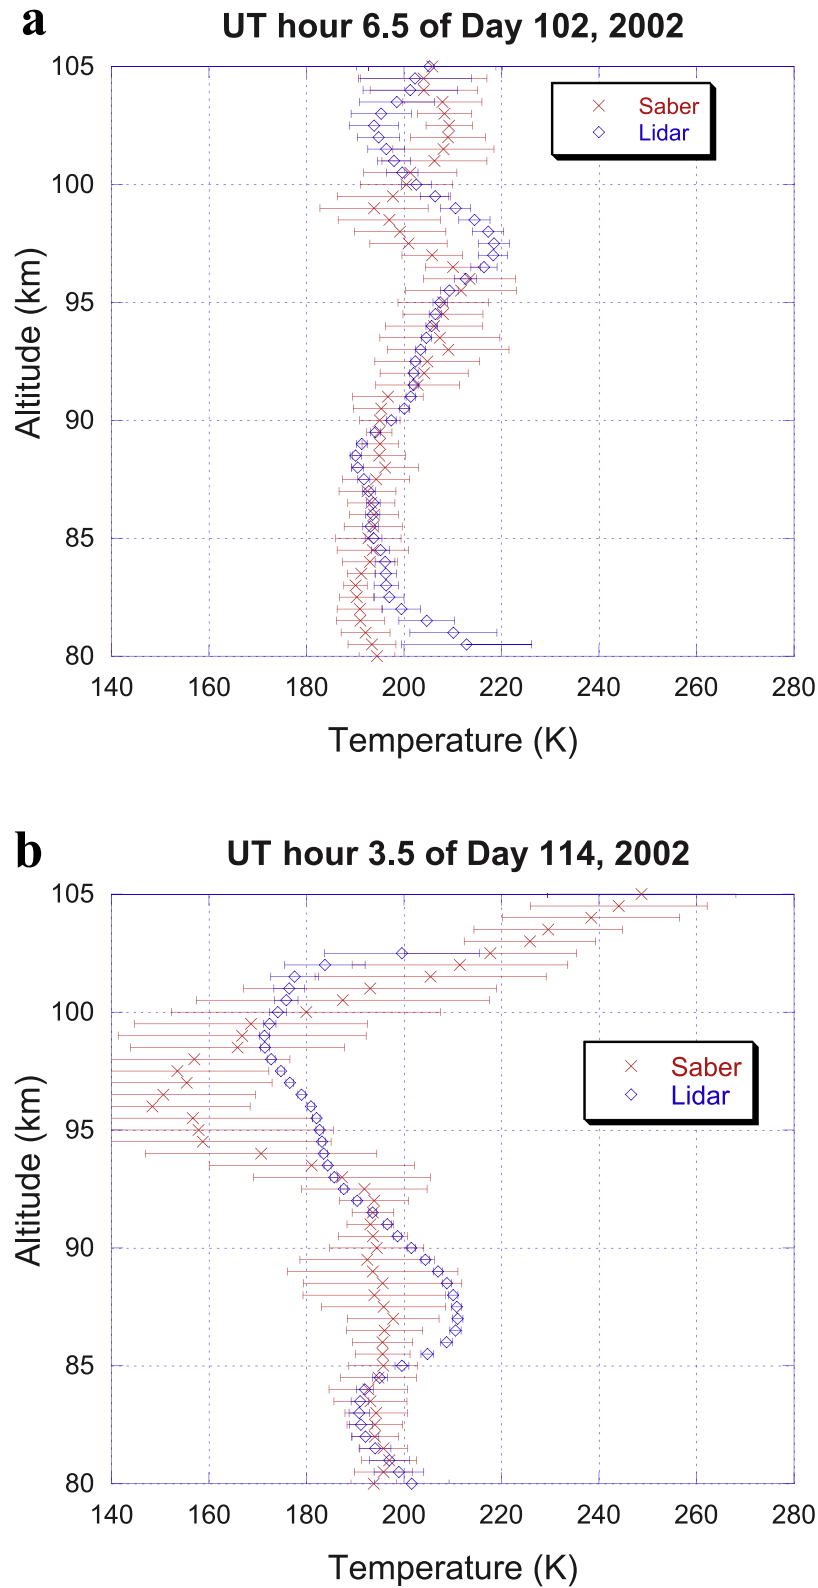 a
UT hour 6.5 of Day 102, 2002
105
100
95
90
85
80
Altitude (km)
Saber
Lidar
140 160 180 200 220 240 260 280
Temperature (K)
b
UT hour 3.5 of Day 114, 2002
105
100
95
90
85
80
Altitude (km)
Saber
Lidar
140 160 180 200 220 240 260 280
Temperature (K)